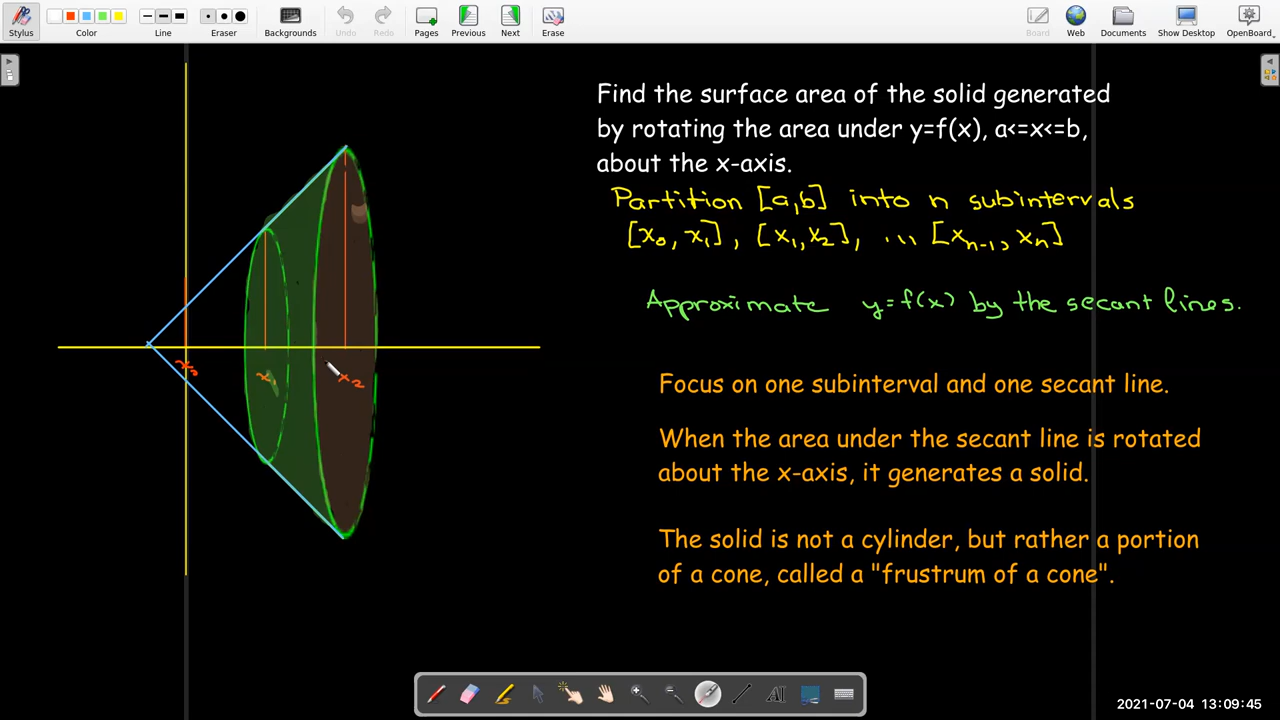 Stylus
Color
Line
Eraser
Backgrounds
Undo
Redo
Pages
Previous
Next
Erase
Board
Web
Documents
Show Desktop
OpenBoard
Find the surface area of the solid generated
by rotating the area under y=f(x), a<=x<=b,
about the x-axis.
Partition [a,b] into n subintervals
[x₀, x₁], [x₁, x₂], ... [xₙ₋₁, xₙ]
Approximate y=f(x) by the secant lines.
x₂
Focus on one subinterval and one secant line.
When the area under the secant line is rotated
about the x-axis, it generates a solid.
The solid is not a cylinder, but rather a portion
of a cone, called a "frustrum of a cone".
2021-07-04 13:09:45